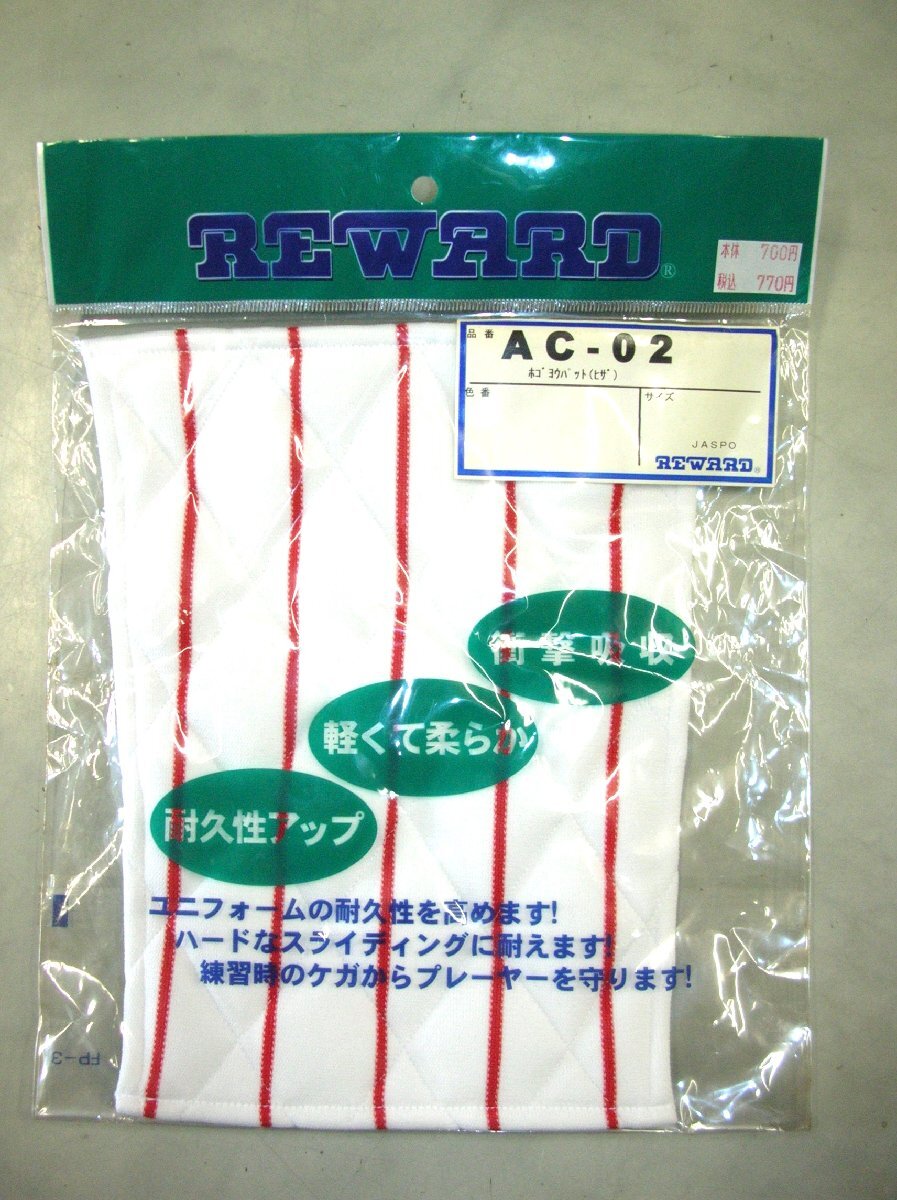 REWARD®
本体 700円
税込 770円
品番
AC-02
ホゴヨウパット(ヒザ)
色番
サイズ
JASPO
REWARD®
衝撃吸収
軽くて柔らか
耐久性アップ
ユニフォームの耐久性を高めます!
ハードなスライディングに耐えます!
練習時のケガからプレーヤーを守ります!
FP-3